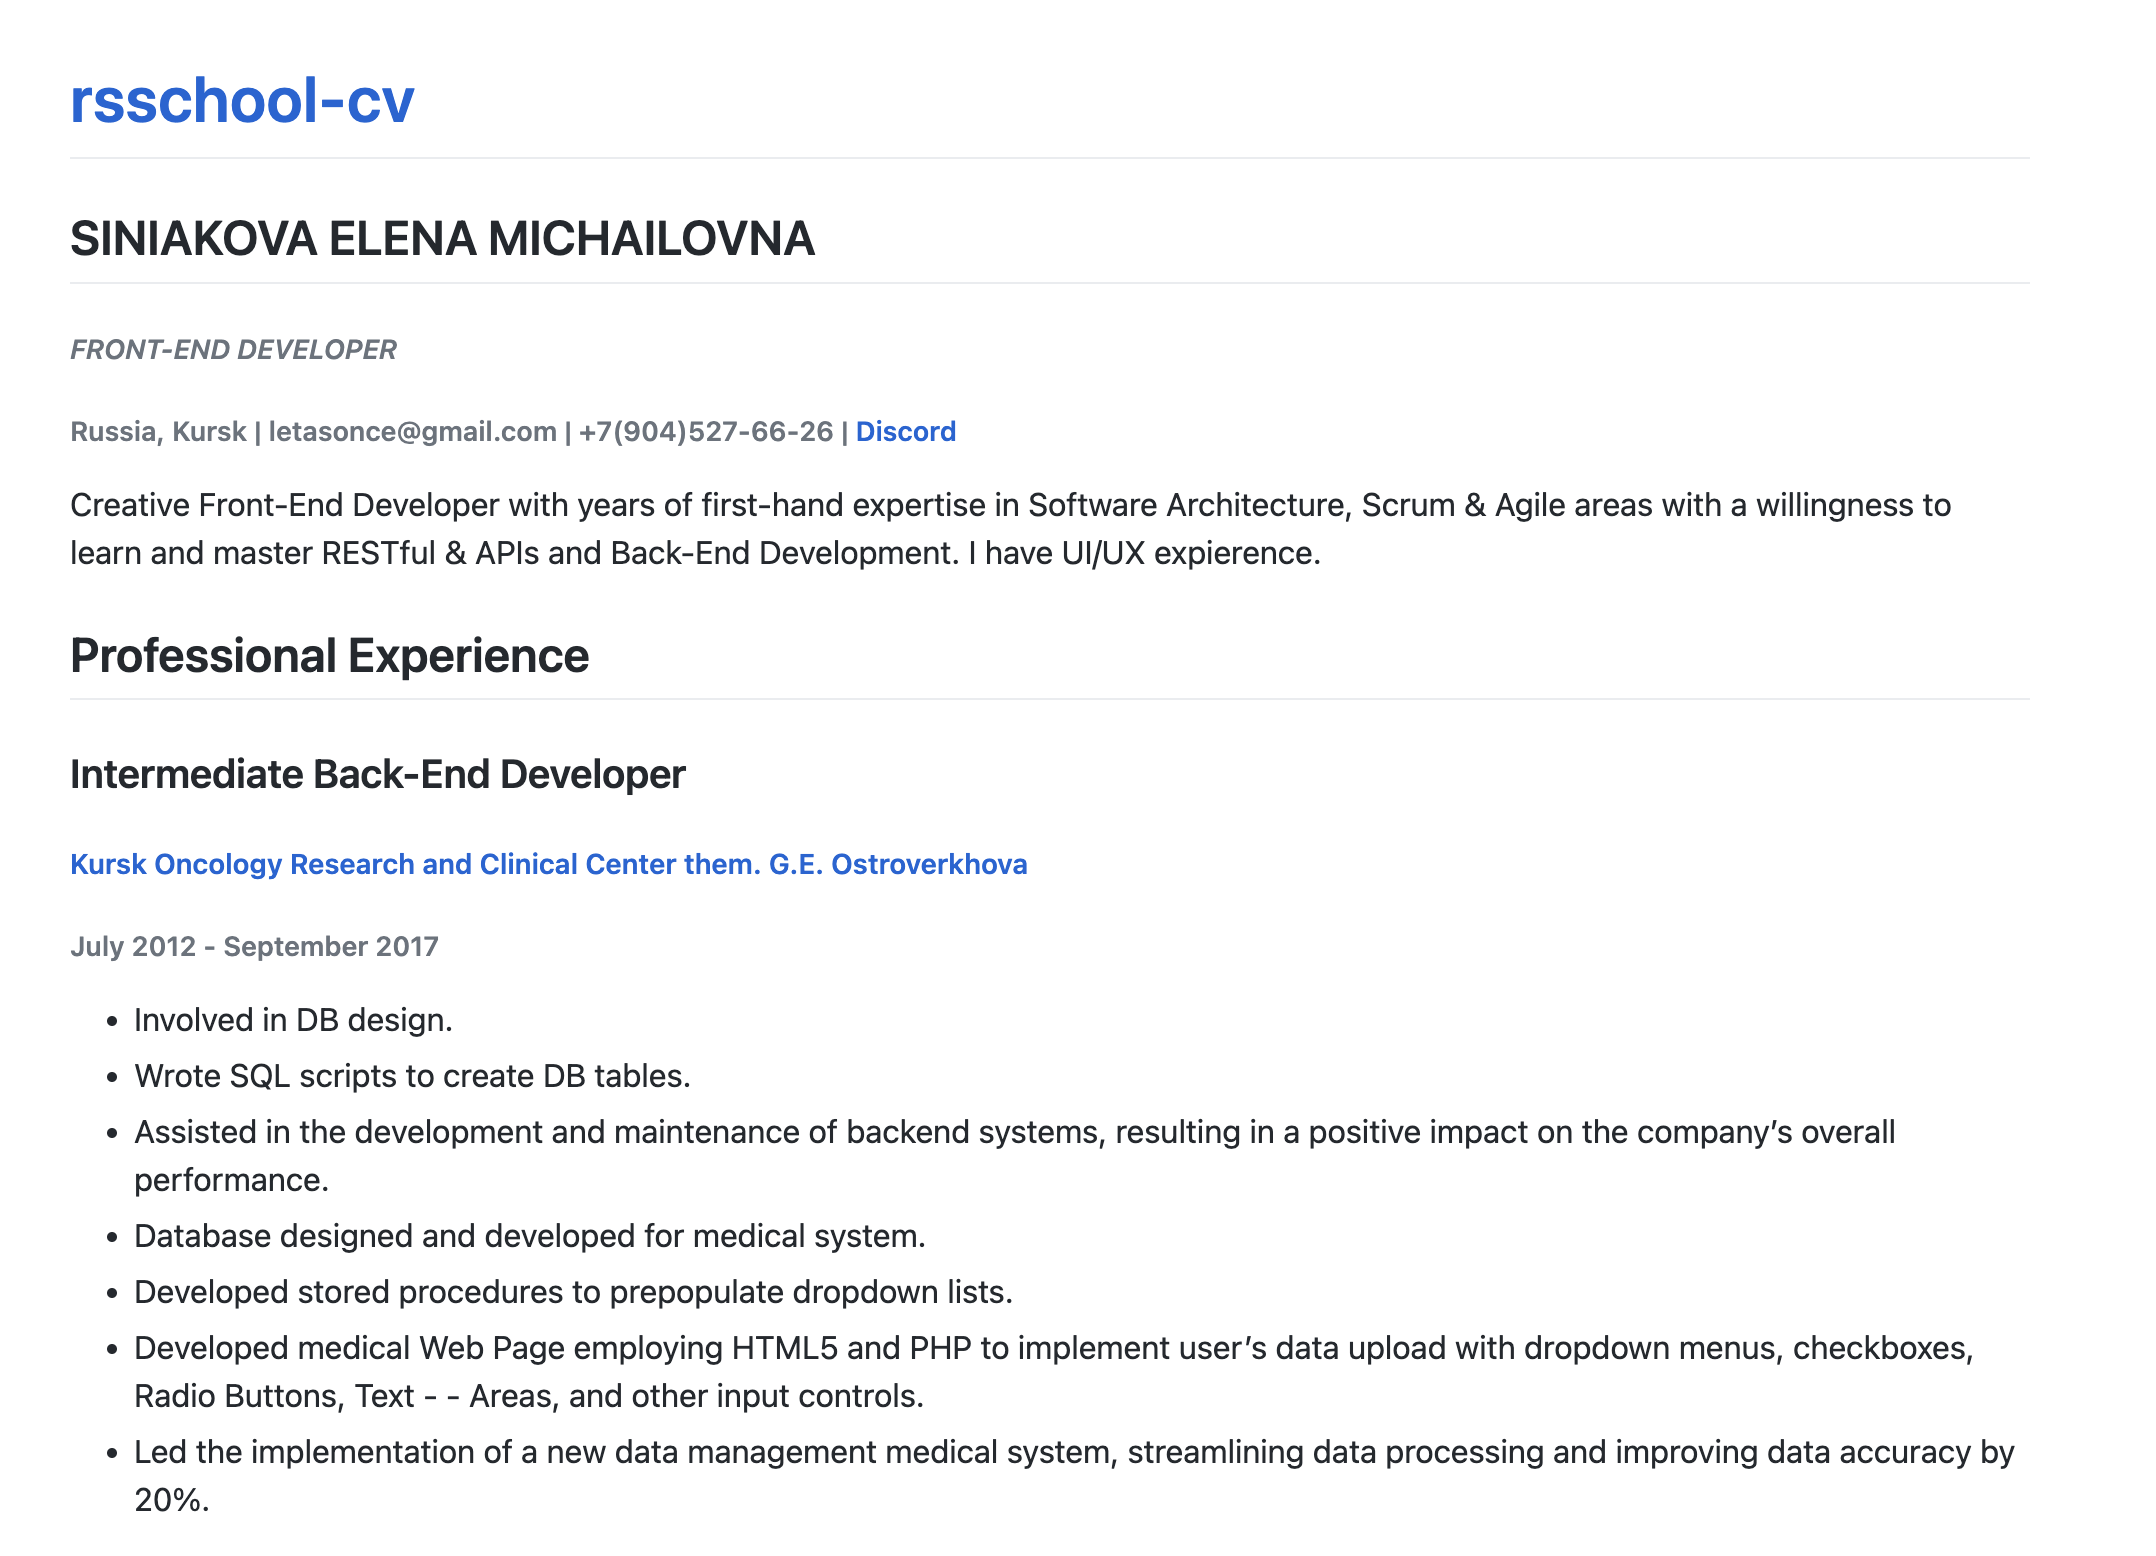 rsschool-cv
SINIAKOVA ELENA MICHAILOVNA
FRONT-END DEVELOPER
Russia, Kursk | letasonce@gmail.com | +7(904)527-66-26 | Discord
Creative Front-End Developer with years of first-hand expertise in Software Architecture, Scrum & Agile areas with a willingness to
learn and master RESTful & APIs and Back-End Development. I have UI/UX expierence.
Professional Experience
Intermediate Back-End Developer
Kursk Oncology Research and Clinical Center them. G.E. Ostroverkhova
July 2012 - September 2017
• Involved in DB design.
• Wrote SQL scripts to create DB tables.
• Assisted in the development and maintenance of backend systems, resulting in a positive impact on the company’s overall
performance.
• Database designed and developed for medical system.
• Developed stored procedures to prepopulate dropdown lists.
• Developed medical Web Page employing HTML5 and PHP to implement user’s data upload with dropdown menus, checkboxes,
Radio Buttons, Text - - Areas, and other input controls.
• Led the implementation of a new data management medical system, streamlining data processing and improving data accuracy by
20%.